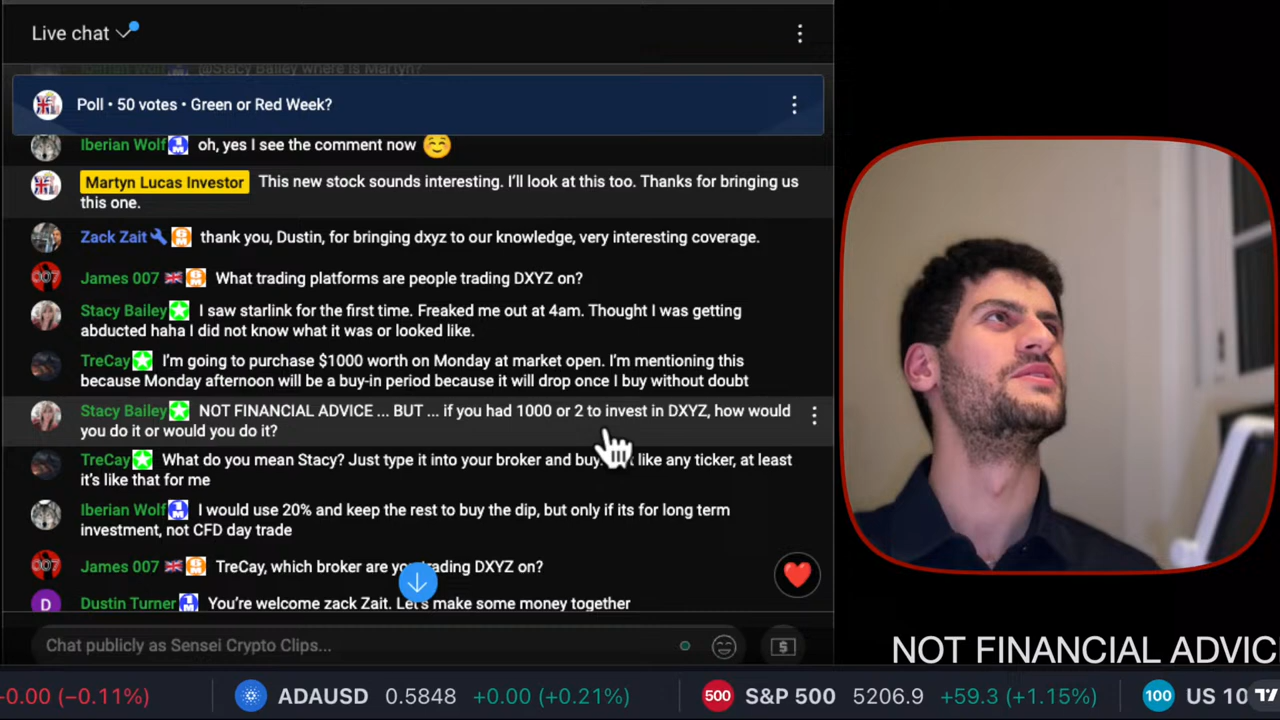 Live chat
Iberian Wolf @Stacy Bailey where is Martyn?
Poll • 50 votes • Green or Red Week?
Iberian Wolf oh, yes I see the comment now
Martyn Lucas Investor This new stock sounds interesting. I'll look at this too. Thanks for bringing us
this one.
Zack Zait thank you, Dustin, for bringing dxyz to our knowledge, very interesting coverage.
James 007 What trading platforms are people trading DXYZ on?
Stacy Bailey I saw starlink for the first time. Freaked me out at 4am. Thought I was getting
abducted haha I did not know what it was or looked like.
TreCay I'm going to purchase $1000 worth on Monday at market open. I'm mentioning this
because Monday afternoon will be a buy-in period because it will drop once I buy without doubt
Stacy Bailey NOT FINANCIAL ADVICE ... BUT ... if you had 1000 or 2 to invest in DXYZ, how would
you do it or would you do it?
TreCay What do you mean Stacy? Just type it into your broker and buy. like any ticker, at least
it's like that for me
Iberian Wolf I would use 20% and keep the rest to buy the dip, but only if its for long term
investment, not CFD day trade
James 007 TreCay, which broker are you trading DXYZ on?
D Dustin Turner You're welcome zack Zait. Let's make some money together
Chat publicly as Sensei Crypto Clips...
NOT FINANCIAL ADVIC
+0.00 (−0.11%) ADAUSD 0.5848 +0.00 (+0.21%) 500 S&P 500 5206.9 +59.3 (+1.15%) 100 US 10